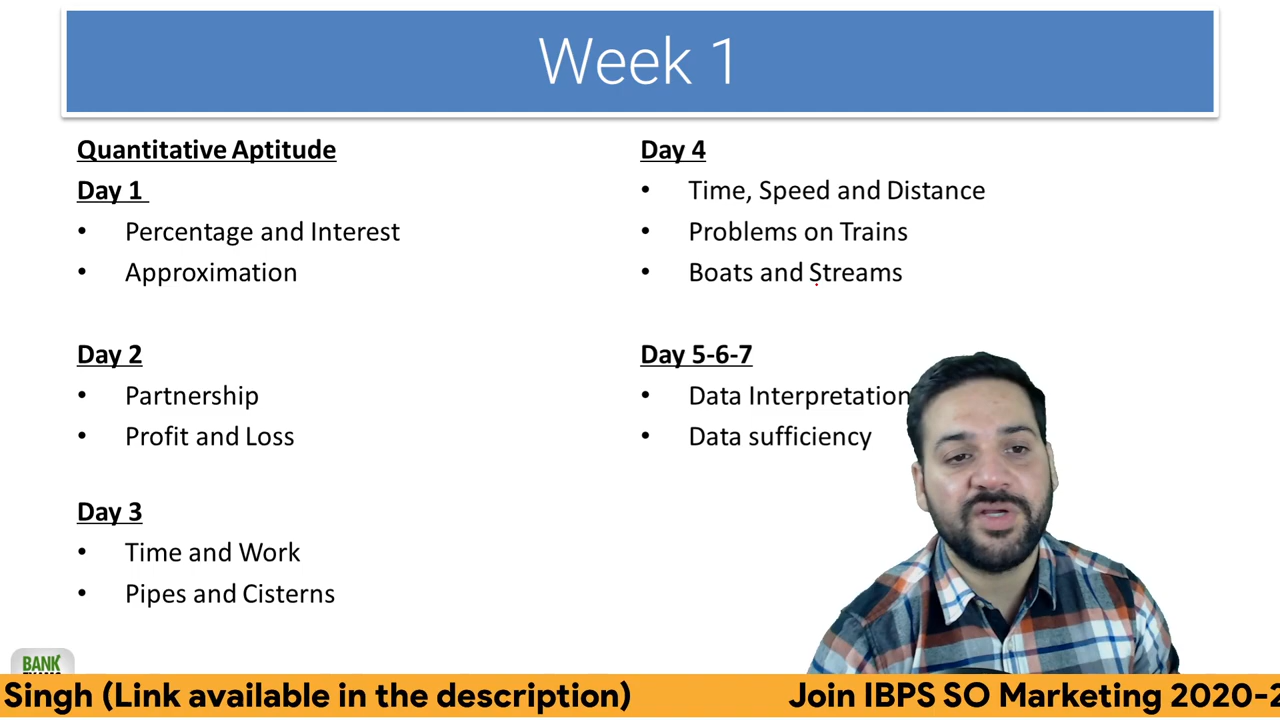 Week 1
Quantitative Aptitude
Day 1
• Percentage and Interest
• Approximation
Day 2
• Partnership
• Profit and Loss
Day 3
• Time and Work
• Pipes and Cisterns
Day 4
• Time, Speed and Distance
• Problems on Trains
• Boats and Streams
Day 5-6-7
• Data Interpretation
• Data sufficiency
BANK
Singh (Link available in the description) Join IBPS SO Marketing 2020-2